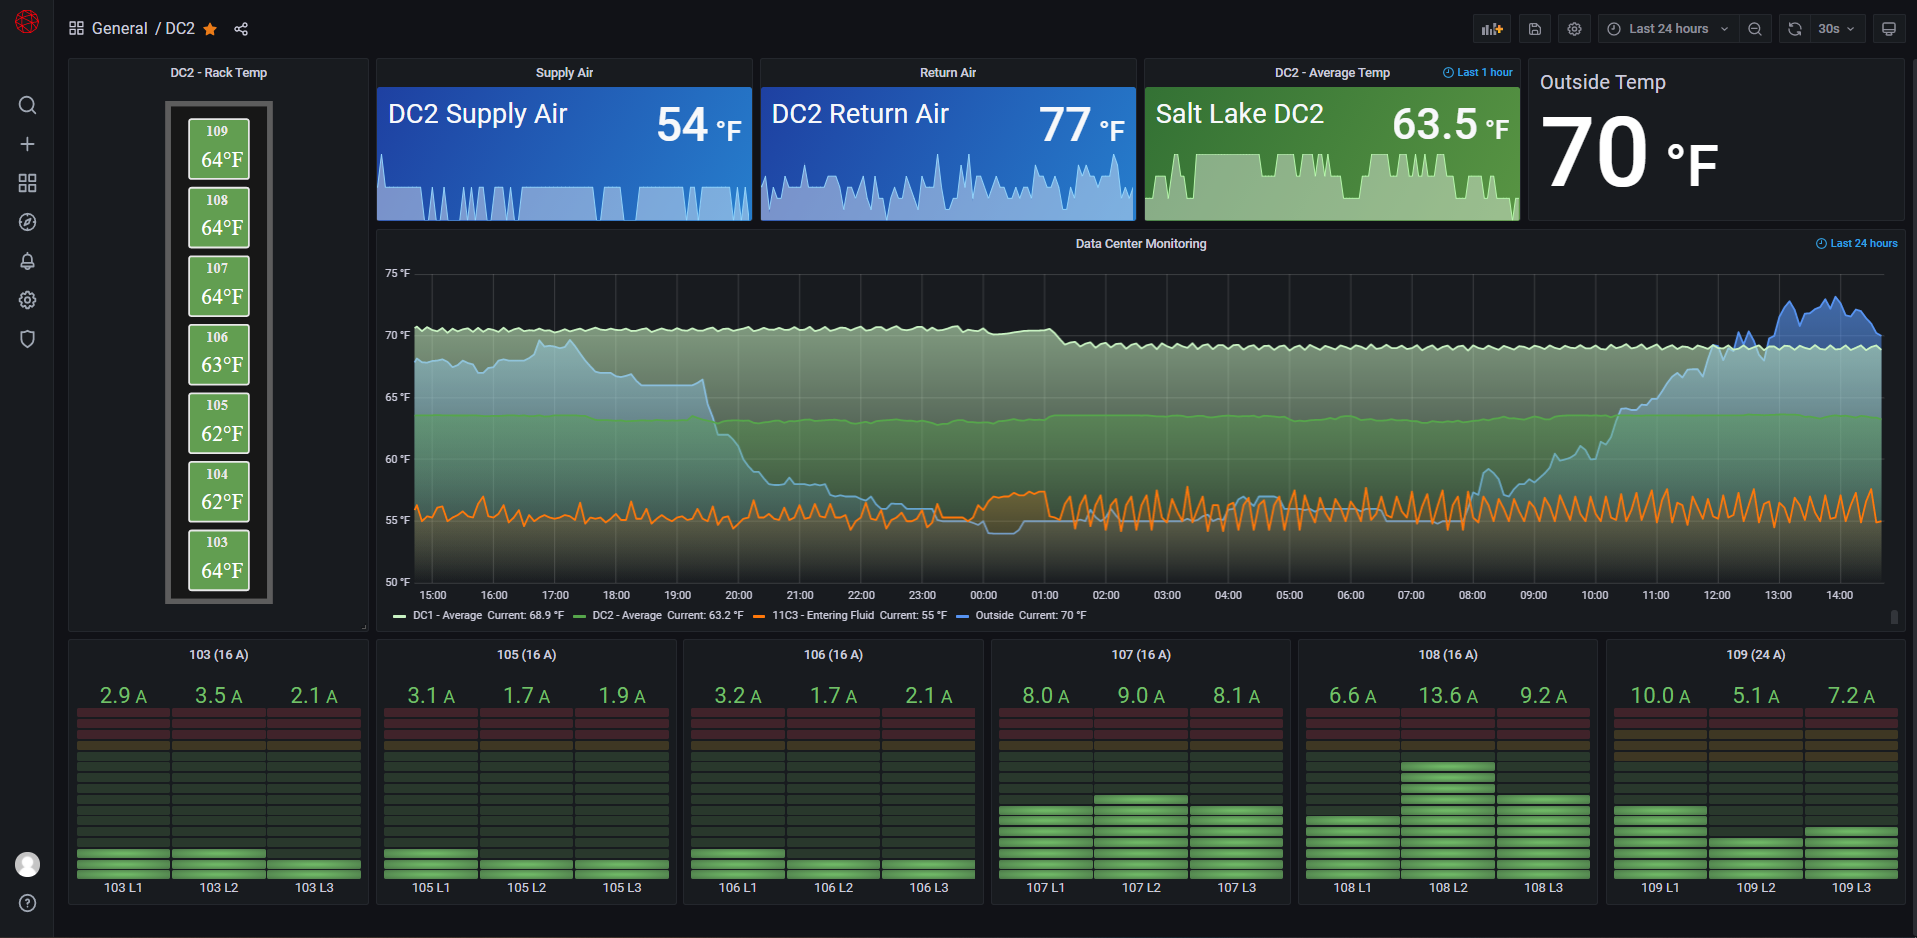 General / DC2
Last 24 hours
30s
DC2 - Rack Temp
109
64°F
108
64°F
107
64°F
106
63°F
105
62°F
104
62°F
103
64°F
Supply Air
DC2 Supply Air
54 °F
Return Air
DC2 Return Air
77 °F
DC2 - Average Temp
Last 1 hour
Salt Lake DC2
63.5 °F
Outside Temp
70 °F
Data Center Monitoring
Last 24 hours
75 °F
70 °F
65 °F
60 °F
55 °F
50 °F
15:00 16:00 17:00 18:00 19:00 20:00 21:00 22:00 23:00 00:00 01:00 02:00 03:00 04:00 05:00 06:00 07:00 08:00 09:00 10:00 11:00 12:00 13:00 14:00
DC1 - Average Current: 68.9 °F DC2 - Average Current: 63.2 °F 11C3 - Entering Fluid Current: 55 °F Outside Current: 70 °F
103 (16 A)
2.9 A 3.5 A 2.1 A
103 L1 103 L2 103 L3
105 (16 A)
3.1 A 1.7 A 1.9 A
105 L1 105 L2 105 L3
106 (16 A)
3.2 A 1.7 A 2.1 A
106 L1 106 L2 106 L3
107 (16 A)
8.0 A 9.0 A 8.1 A
107 L1 107 L2 107 L3
108 (16 A)
6.6 A 13.6 A 9.2 A
108 L1 108 L2 108 L3
109 (24 A)
10.0 A 5.1 A 7.2 A
109 L1 109 L2 109 L3